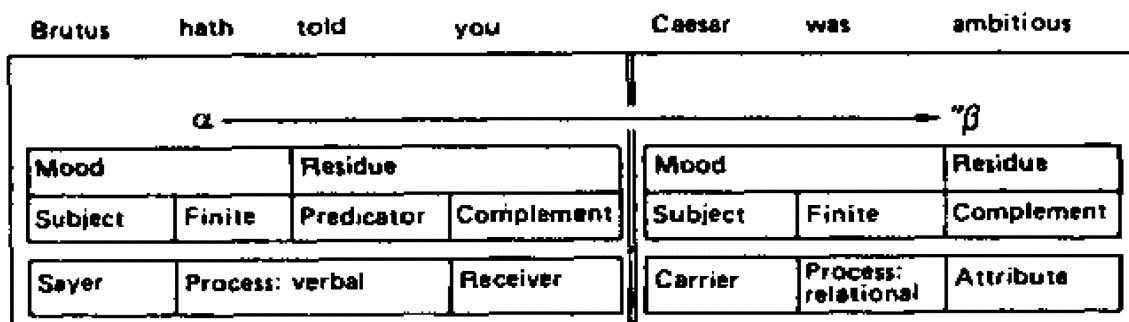 Brutus hath told you Caesar was ambitious
α "β
Mood Residue Mood Residue
Subject Finite Predicator Complement Subject Finite Complement
Sayer Process: verbal Receiver Carrier Process: relational Attribute